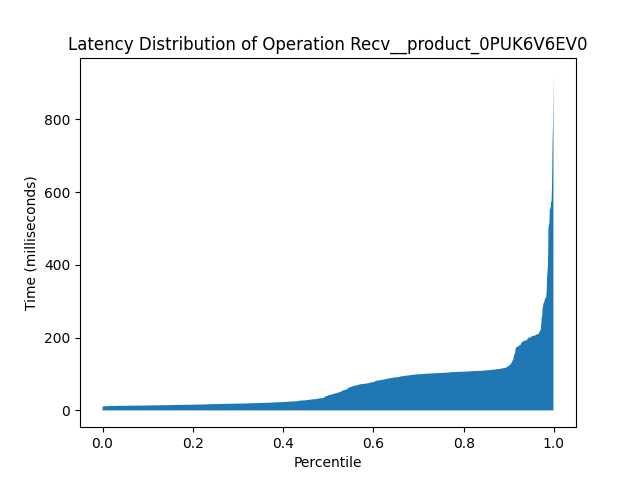 Latency Distribution of Operation Recv__product_0PUK6V6EV0
Time (milliseconds)
800
600
400
200
0
0.0 0.2 0.4 0.6 0.8 1.0
Percentile